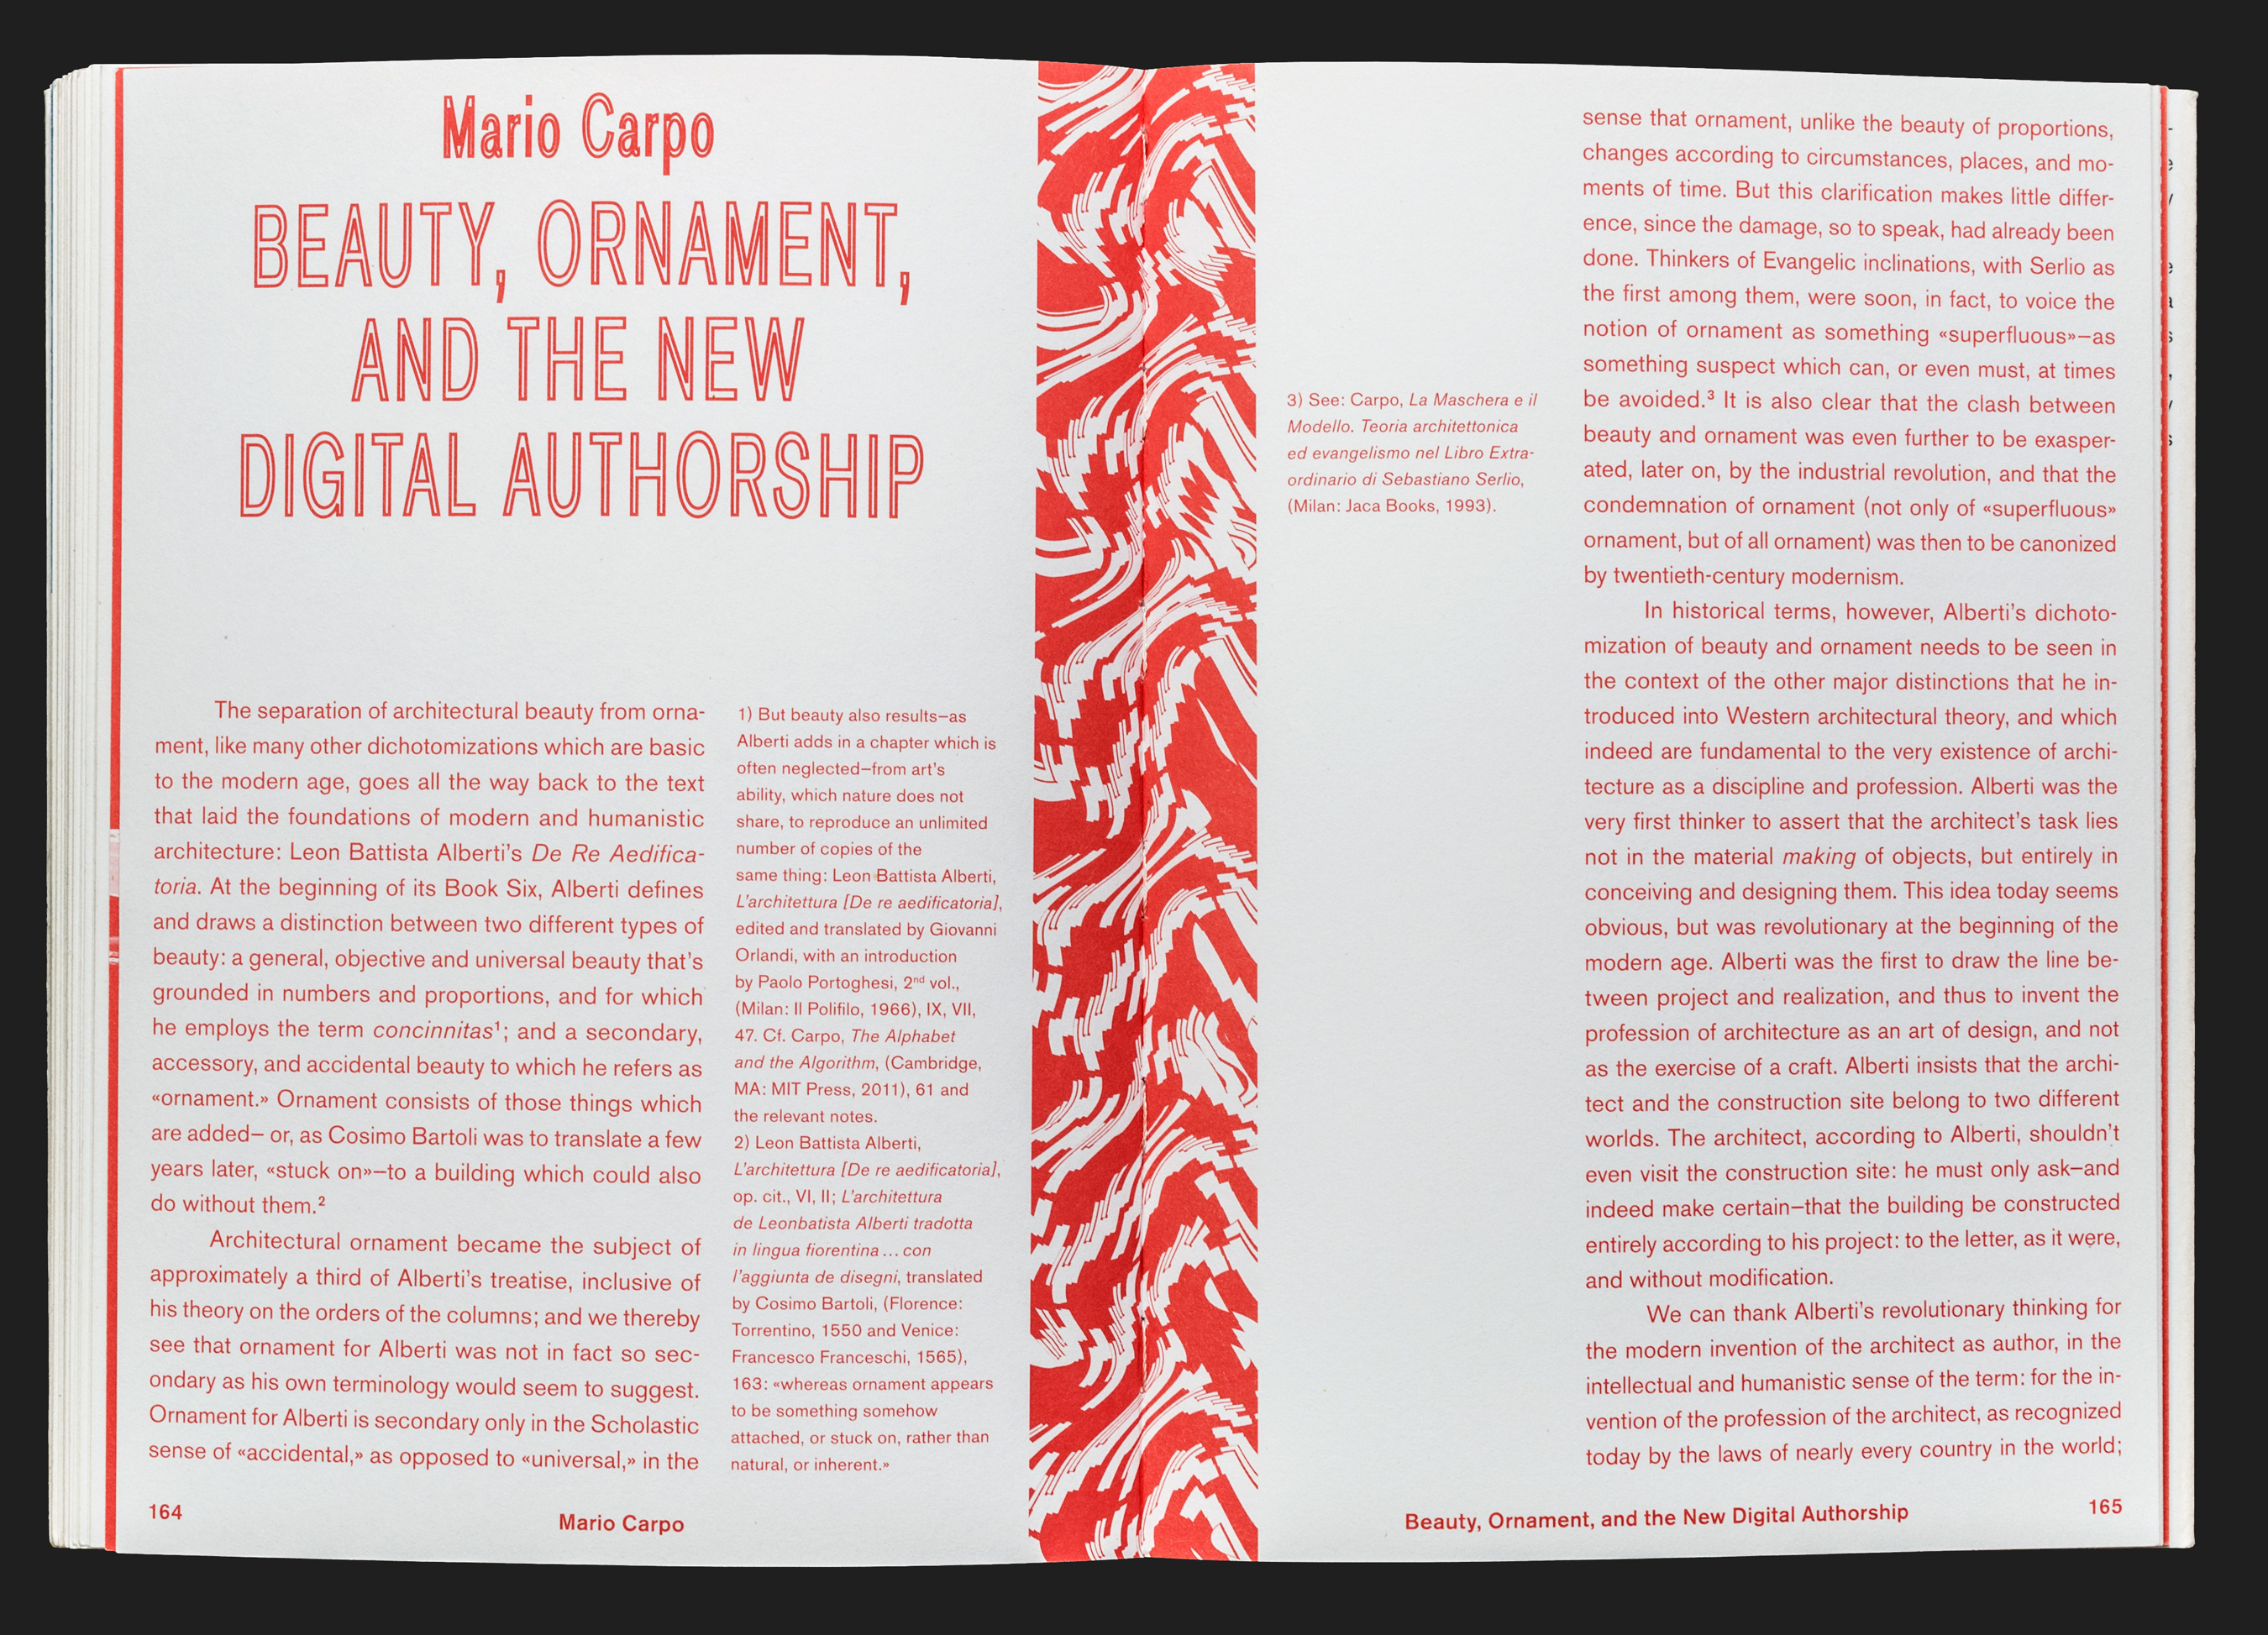 Mario Carpo
BEAUTY, ORNAMENT,
AND THE NEW
DIGITAL AUTHORSHIP
The separation of architectural beauty from orna-
ment, like many other dichotomizations which are basic
to the modern age, goes all the way back to the text
that laid the foundations of modern and humanistic
architecture: Leon Battista Alberti's De Re Aedifica-
toria. At the beginning of its Book Six, Alberti defines
and draws a distinction between two different types of
beauty: a general, objective and universal beauty that's
grounded in numbers and proportions, and for which
he employs the term concinnitas¹; and a secondary,
accessory, and accidental beauty to which he refers as
«ornament.» Ornament consists of those things which
are added– or, as Cosimo Bartoli was to translate a few
years later, «stuck on»–to a building which could also
do without them.²
Architectural ornament became the subject of
approximately a third of Alberti's treatise, inclusive of
his theory on the orders of the columns; and we thereby
see that ornament for Alberti was not in fact so sec-
ondary as his own terminology would seem to suggest.
Ornament for Alberti is secondary only in the Scholastic
sense of «accidental,» as opposed to «universal,» in the
1) But beauty also results–as
Alberti adds in a chapter which is
often neglected–from art's
ability, which nature does not
share, to reproduce an unlimited
number of copies of the
same thing: Leon Battista Alberti,
L'architettura [De re aedificatoria],
edited and translated by Giovanni
Orlandi, with an introduction
by Paolo Portoghesi, 2nd vol.,
(Milan: Il Polifilo, 1966), IX, VII,
47. Cf. Carpo, The Alphabet
and the Algorithm, (Cambridge,
MA: MIT Press, 2011), 61 and
the relevant notes.
2) Leon Battista Alberti,
L'architettura [De re aedificatoria],
op. cit., VI, II; L'architettura
de Leonbatista Alberti tradotta
in lingua fiorentina ... con
l'aggiunta de disegni, translated
by Cosimo Bartoli, (Florence:
Torrentino, 1550 and Venice:
Francesco Franceschi, 1565),
163: «whereas ornament appears
to be something somehow
attached, or stuck on, rather than
natural, or inherent.»
164
Mario Carpo
3) See: Carpo, La Maschera e il
Modello. Teoria architettonica
ed evangelismo nel Libro Extra-
ordinario di Sebastiano Serlio,
(Milan: Jaca Books, 1993).
sense that ornament, unlike the beauty of proportions,
changes according to circumstances, places, and mo-
ments of time. But this clarification makes little differ-
ence, since the damage, so to speak, had already been
done. Thinkers of Evangelic inclinations, with Serlio as
the first among them, were soon, in fact, to voice the
notion of ornament as something «superfluous»–as
something suspect which can, or even must, at times
be avoided.³ It is also clear that the clash between
beauty and ornament was even further to be exasper-
ated, later on, by the industrial revolution, and that the
condemnation of ornament (not only of «superfluous»
ornament, but of all ornament) was then to be canonized
by twentieth-century modernism.
In historical terms, however, Alberti's dichoto-
mization of beauty and ornament needs to be seen in
the context of the other major distinctions that he in-
troduced into Western architectural theory, and which
indeed are fundamental to the very existence of archi-
tecture as a discipline and profession. Alberti was the
very first thinker to assert that the architect's task lies
not in the material making of objects, but entirely in
conceiving and designing them. This idea today seems
obvious, but was revolutionary at the beginning of the
modern age. Alberti was the first to draw the line be-
tween project and realization, and thus to invent the
profession of architecture as an art of design, and not
as the exercise of a craft. Alberti insists that the archi-
tect and the construction site belong to two different
worlds. The architect, according to Alberti, shouldn't
even visit the construction site: he must only ask–and
indeed make certain–that the building be constructed
entirely according to his project: to the letter, as it were,
and without modification.
We can thank Alberti's revolutionary thinking for
the modern invention of the architect as author, in the
intellectual and humanistic sense of the term: for the in-
vention of the profession of the architect, as recognized
today by the laws of nearly every country in the world;
Beauty, Ornament, and the New Digital Authorship
165